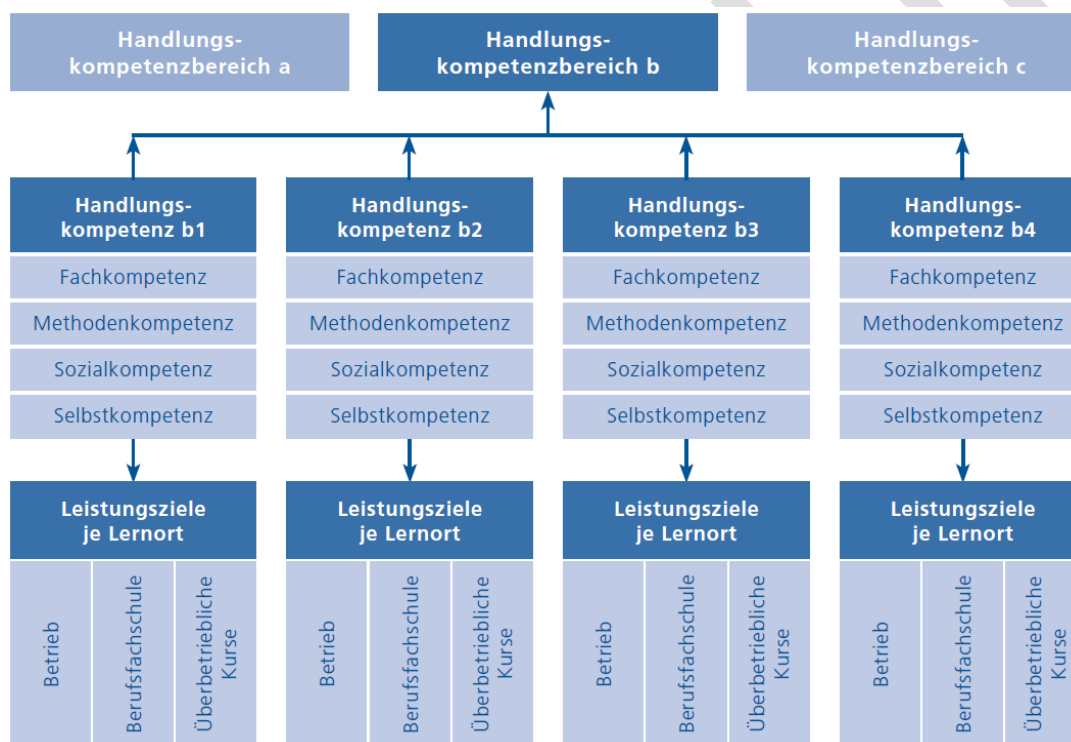 Handlungs-
kompetenzbereich a
Handlungs-
kompetenzbereich b
Handlungs-
kompetenzbereich c
Handlungs-
kompetenz b1
Handlungs-
kompetenz b2
Handlungs-
kompetenz b3
Handlungs-
kompetenz b4
Fachkompetenz
Fachkompetenz
Fachkompetenz
Fachkompetenz
Methodenkompetenz
Methodenkompetenz
Methodenkompetenz
Methodenkompetenz
Sozialkompetenz
Sozialkompetenz
Sozialkompetenz
Sozialkompetenz
Selbstkompetenz
Selbstkompetenz
Selbstkompetenz
Selbstkompetenz
Leistungsziele
je Lernort
Leistungsziele
je Lernort
Leistungsziele
je Lernort
Leistungsziele
je Lernort
Betrieb
Berufsfachschule
Überbetriebliche
Kurse
Betrieb
Berufsfachschule
Überbetriebliche
Kurse
Betrieb
Berufsfachschule
Überbetriebliche
Kurse
Betrieb
Berufsfachschule
Überbetriebliche
Kurse